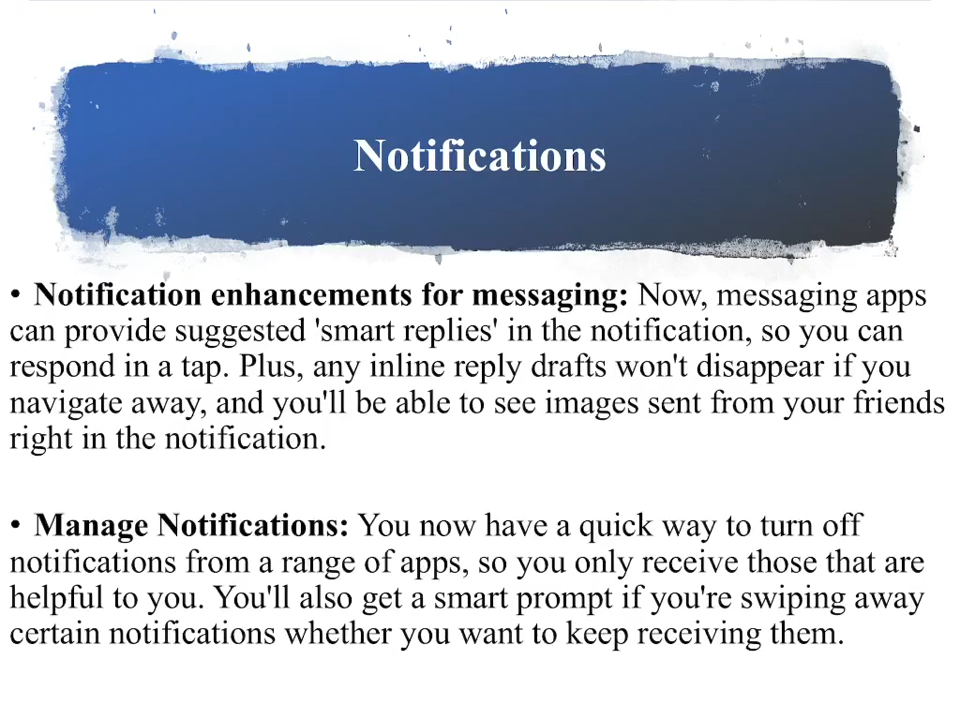 Notifications
• Notification enhancements for messaging: Now, messaging apps
can provide suggested 'smart replies' in the notification, so you can
respond in a tap. Plus, any inline reply drafts won't disappear if you
navigate away, and you'll be able to see images sent from your friends
right in the notification.
• Manage Notifications: You now have a quick way to turn off
notifications from a range of apps, so you only receive those that are
helpful to you. You'll also get a smart prompt if you're swiping away
certain notifications whether you want to keep receiving them.